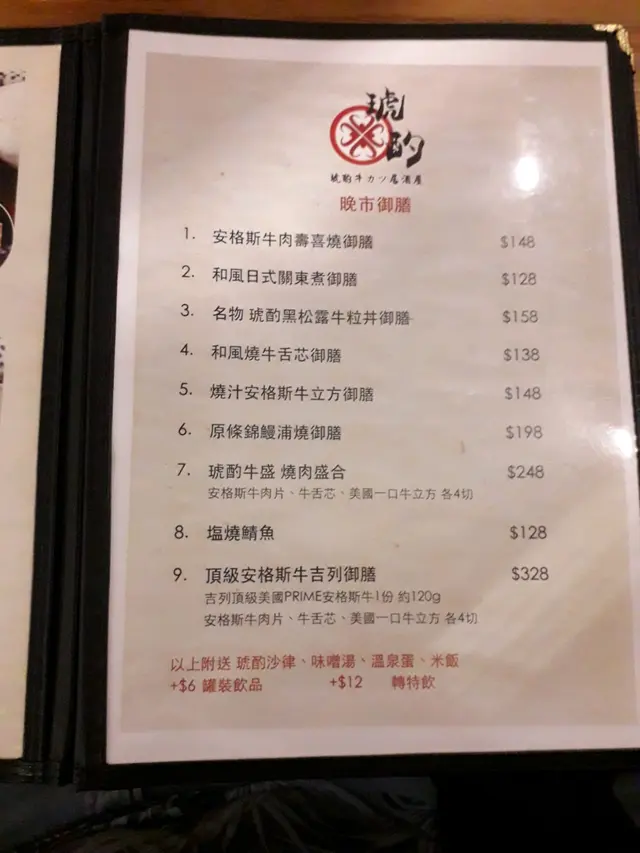 琥酌
琥酌牛カツ居酒屋
晚市御膳
1. 安格斯牛肉壽喜燒御膳 $148
2. 和風日式關東煮御膳 $128
3. 名物 琥酌黑松露牛粒丼御膳 $158
4. 和風燒牛舌芯御膳 $138
5. 燒汁安格斯牛立方御膳 $148
6. 原條錦鰻浦燒御膳 $198
7. 琥酌牛盛 燒肉盛合 $248
安格斯牛肉片、牛舌芯、美國一口牛立方 各4切
8. 塩燒鯖魚 $128
9. 頂級安格斯牛吉列御膳 $328
吉列頂級美國PRIME安格斯牛1份 約120g
安格斯牛肉片、牛舌芯、美國一口牛立方 各4切
以上附送 琥酌沙律、味噌湯、溫泉蛋、米飯
+$6 罐裝飲品 +$12 轉特飲